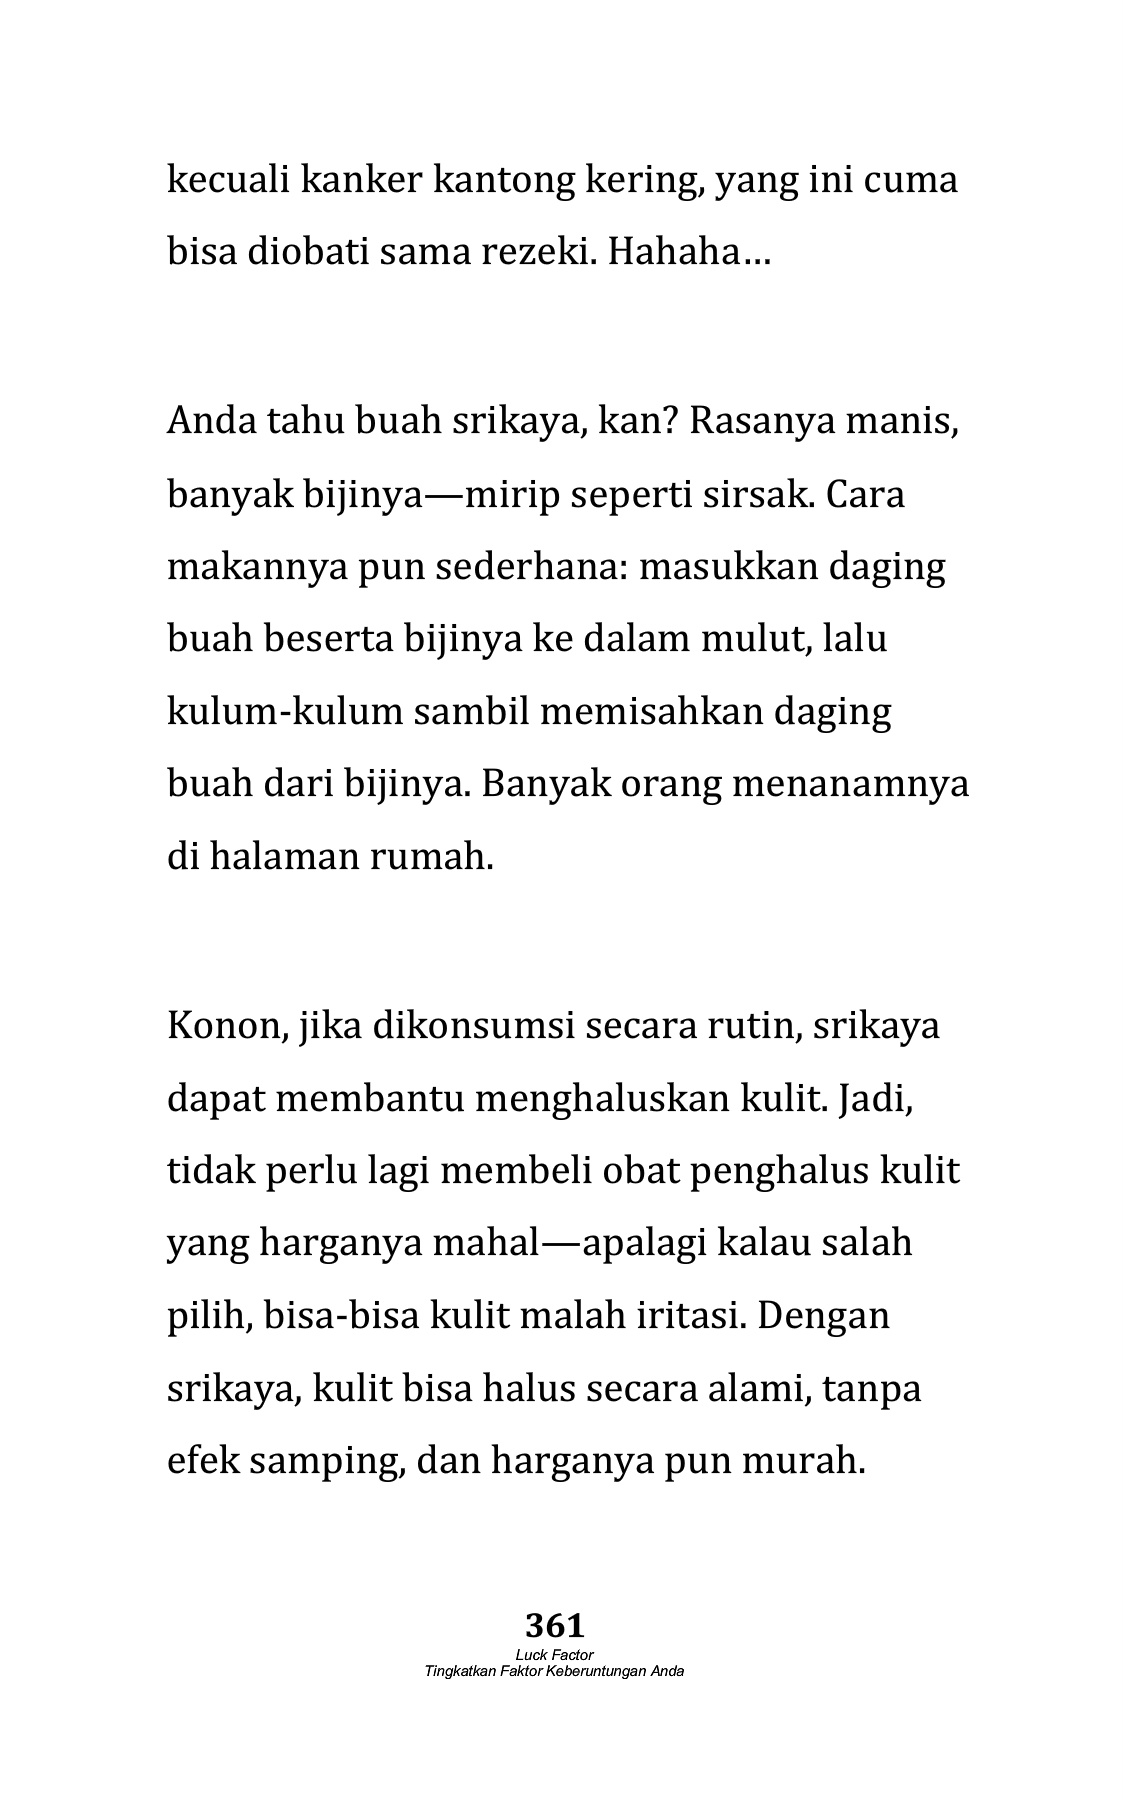 kecuali kanker kantong kering, yang ini cuma
bisa diobati sama rezeki. Hahaha…
Anda tahu buah srikaya, kan? Rasanya manis,
banyak bijinya—mirip seperti sirsak. Cara
makannya pun sederhana: masukkan daging
buah beserta bijinya ke dalam mulut, lalu
kulum-kulum sambil memisahkan daging
buah dari bijinya. Banyak orang menanamnya
di halaman rumah.
Konon, jika dikonsumsi secara rutin, srikaya
dapat membantu menghaluskan kulit. Jadi,
tidak perlu lagi membeli obat penghalus kulit
yang harganya mahal—apalagi kalau salah
pilih, bisa-bisa kulit malah iritasi. Dengan
srikaya, kulit bisa halus secara alami, tanpa
efek samping, dan harganya pun murah.
361
Luck Factor
Tingkatkan Faktor Keberuntungan Anda